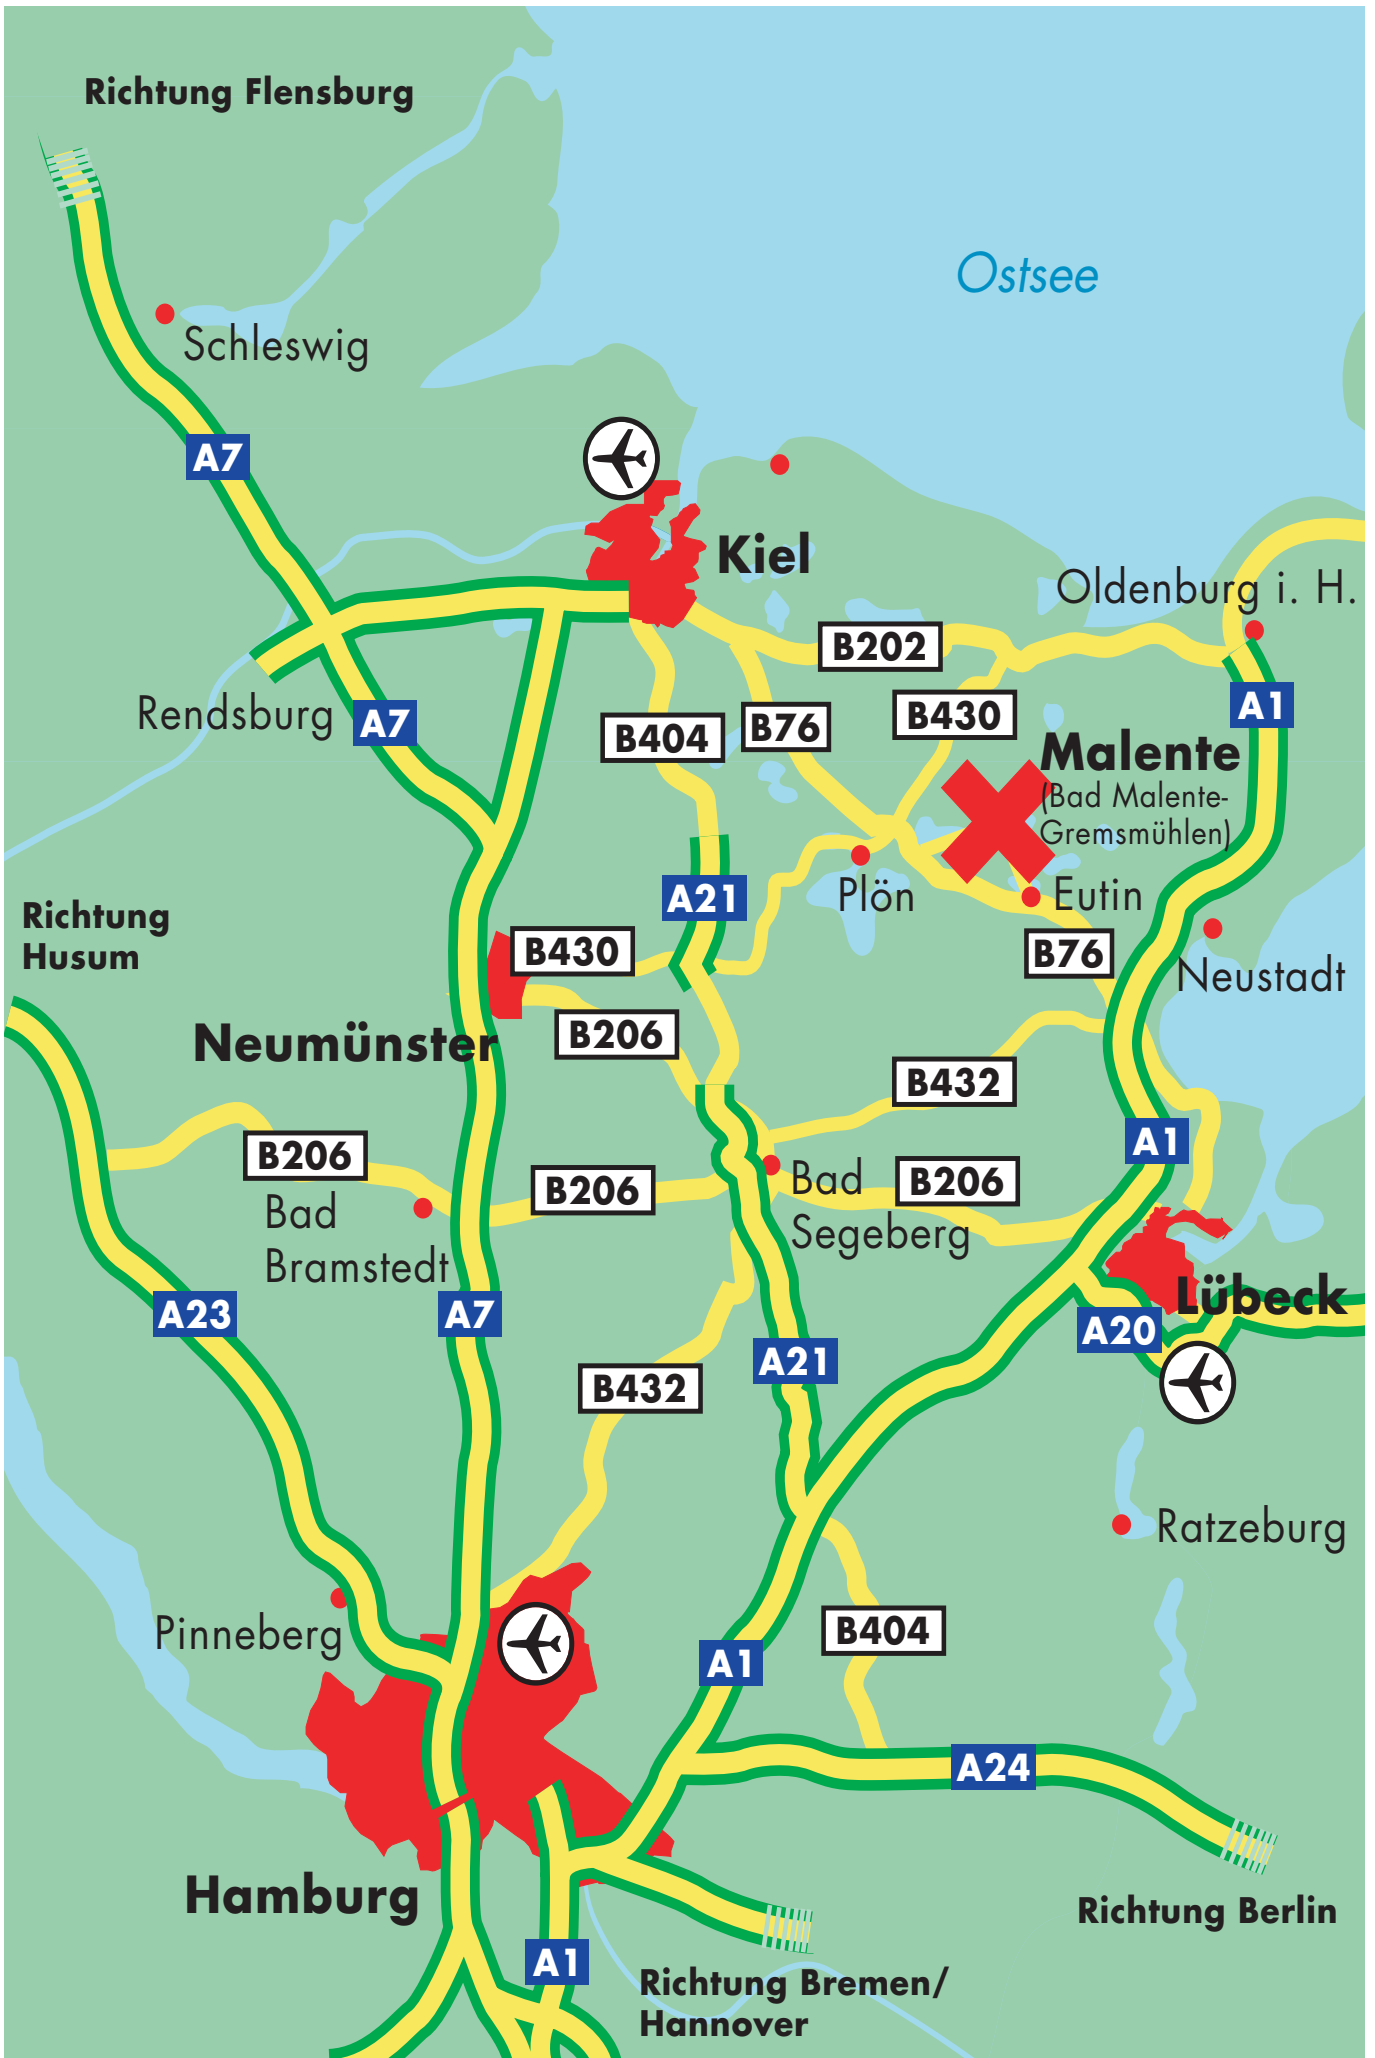 Richtung Flensburg
Ostsee
Schleswig
A7
Kiel
Oldenburg i. H.
B202
Rendsburg
A7
B404
B76
B430
A1
Malente
(Bad Malente-
Gremsmühlen)
A21
Plön
Eutin
Richtung
Husum
B430
B76
Neustadt
Neumünster
B206
B432
B206
A1
Bad
Bramstedt
B206
Bad
Segeberg
B206
A23
A7
Lübeck
A20
B432
A21
Ratzeburg
Pinneberg
B404
A1
A24
Hamburg
Richtung Berlin
A1
Richtung Bremen/
Hannover